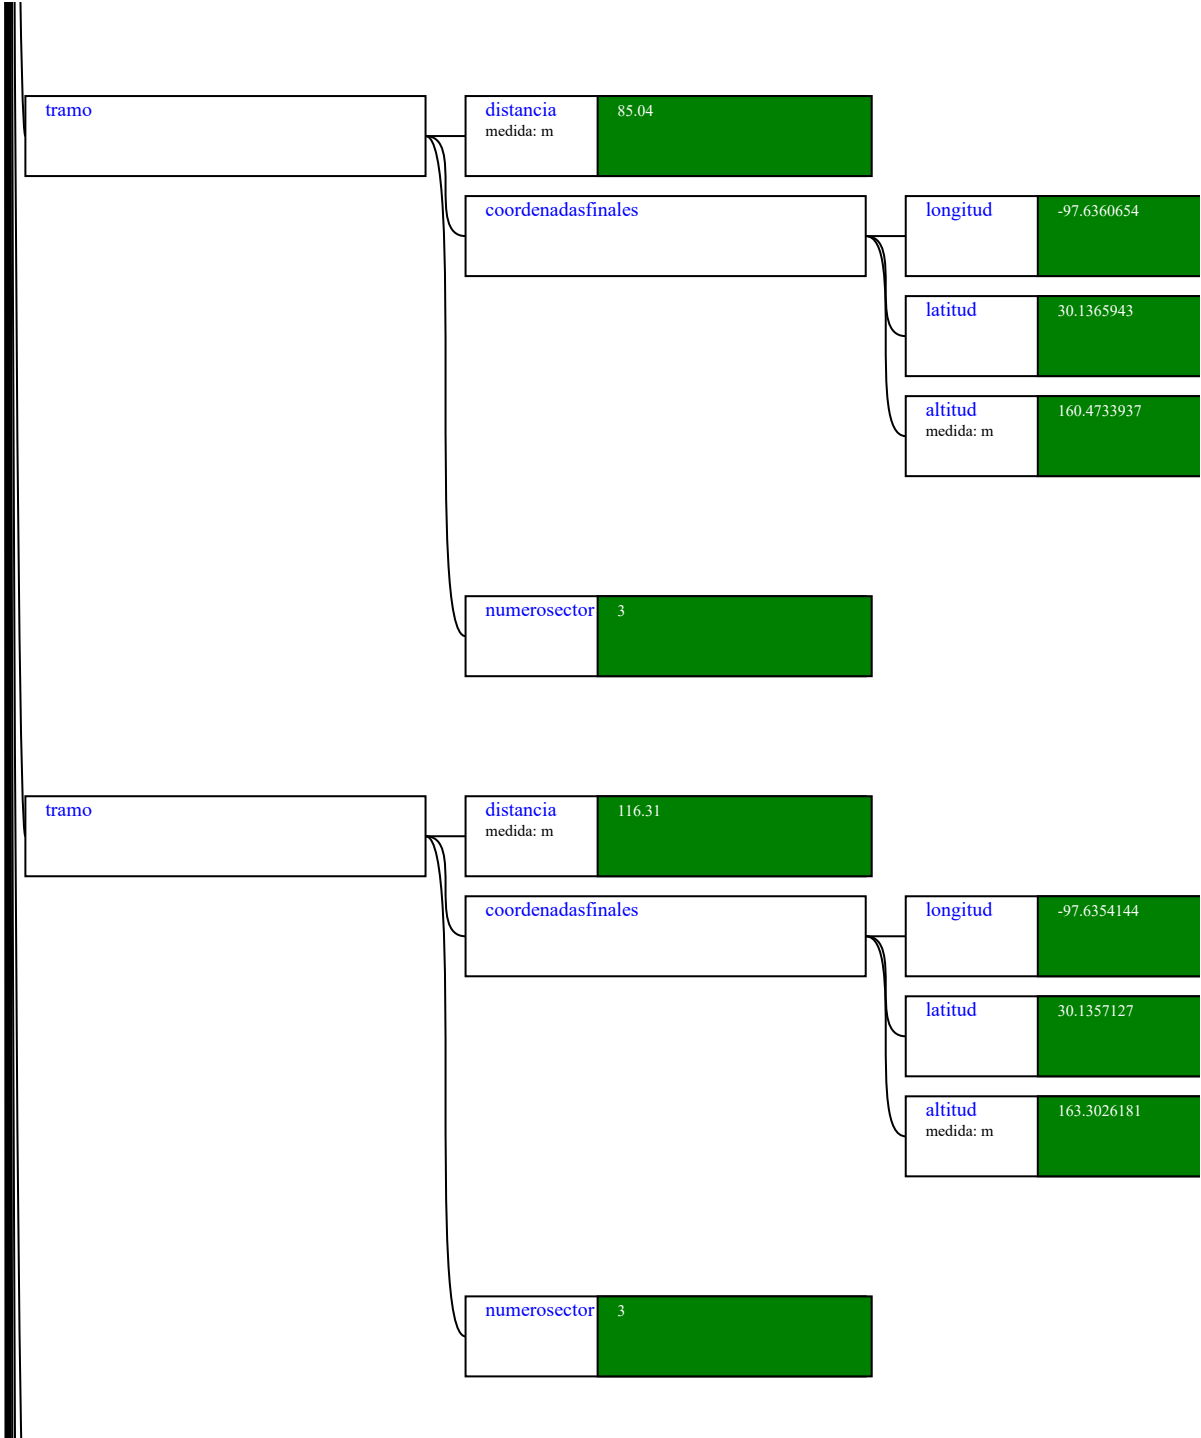 tramo
distancia
medida: m
85.04
coordenadasfinales
longitud
-97.6360654
latitud
30.1365943
altitud
medida: m
160.4733937
numerosector
3
tramo
distancia
medida: m
116.31
coordenadasfinales
longitud
-97.6354144
latitud
30.1357127
altitud
medida: m
163.3026181
numerosector
3